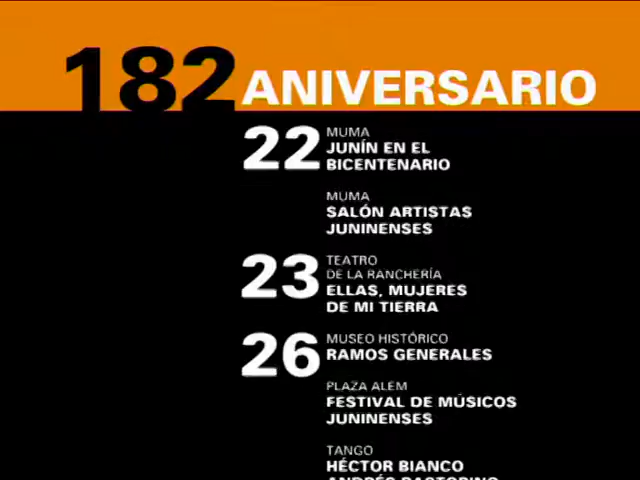 182 ANIVERSARIO
22 MUMA
JUNÍN EN EL
BICENTENARIO
MUMA
SALÓN ARTISTAS
JUNINENSES
23 TEATRO
DE LA RANCHERÍA
ELLAS, MUJERES
DE MI TIERRA
26 MUSEO HISTÓRICO
RAMOS GENERALES
PLAZA ALEM
FESTIVAL DE MÚSICOS
JUNINENSES
TANGO
HÉCTOR BIANCO